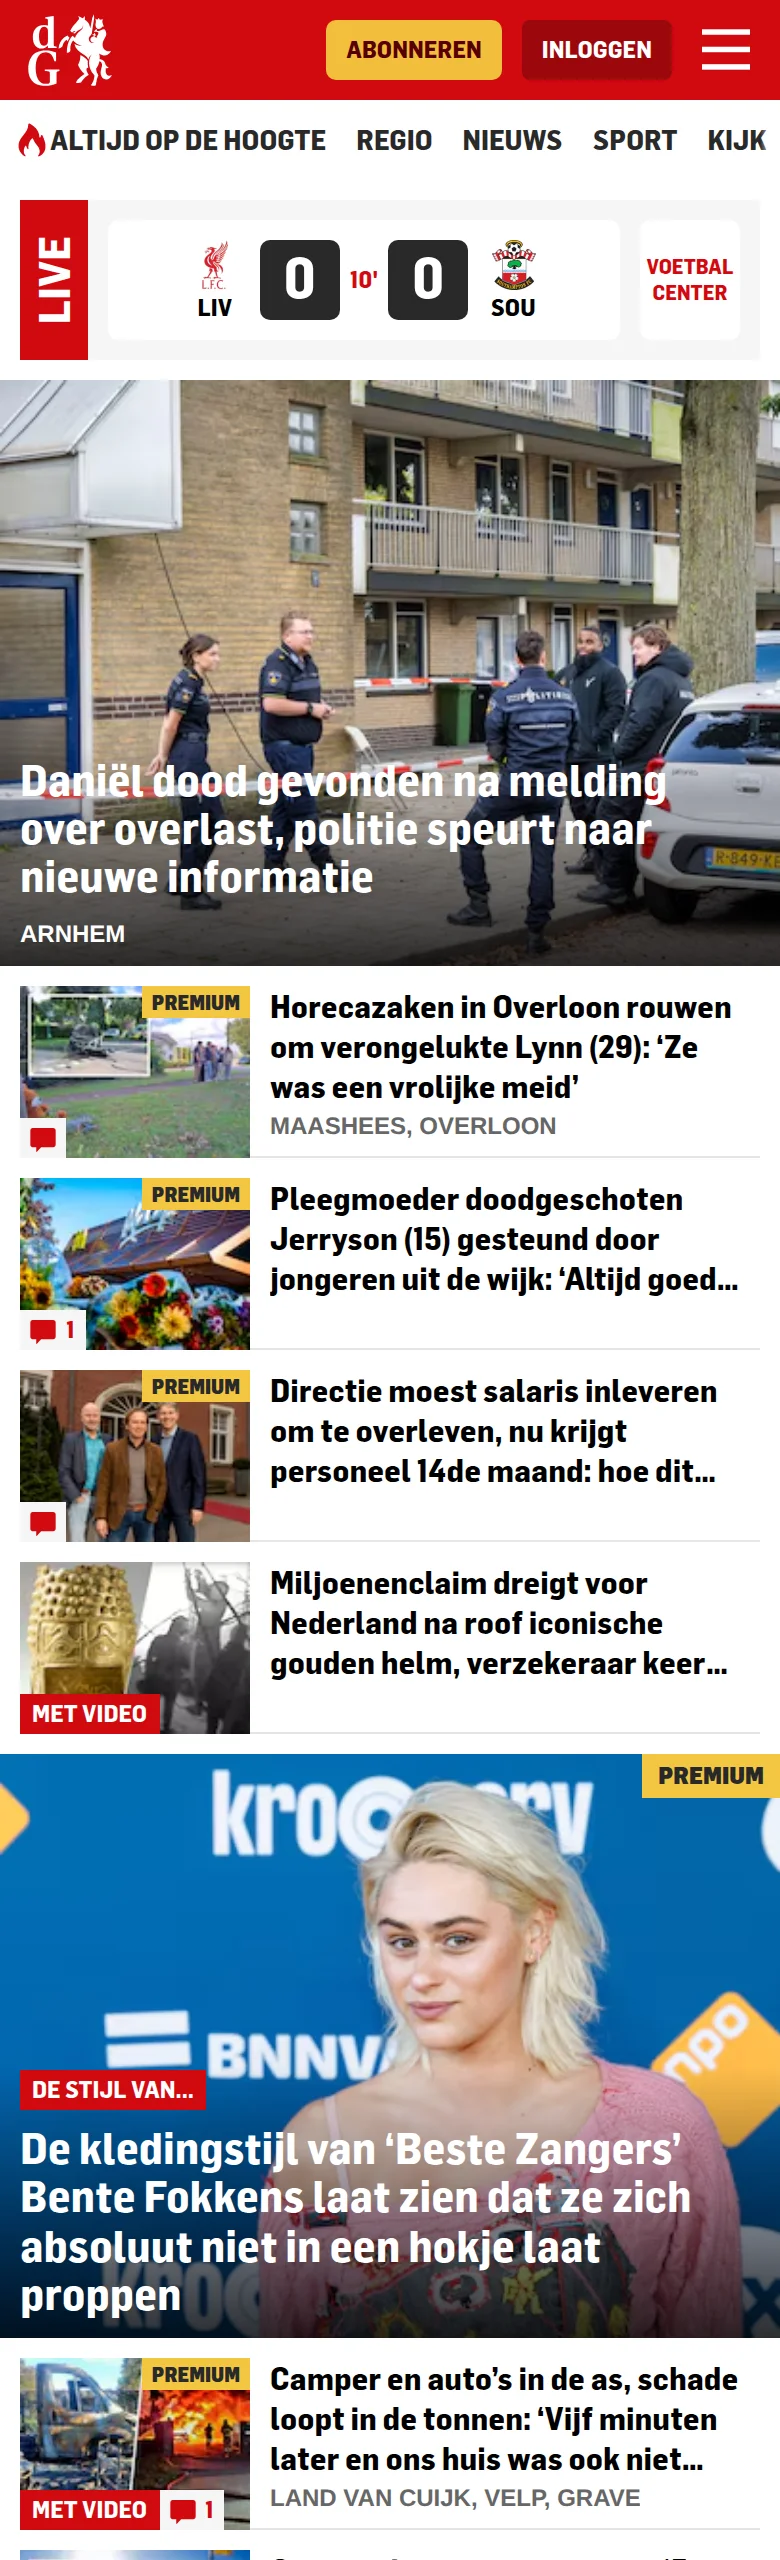 dG
ABONNEREN
INLOGGEN
ALTIJD OP DE HOOGTE REGIO NIEUWS SPORT KIJK
LIVE
L.F.C.
LIV
0
10'
0
SOU
VOETBAL
CENTER
POLITIE
R-849-KE
Daniël dood gevonden na melding
over overlast, politie speurt naar
nieuwe informatie
ARNHEM
PREMIUM
Horecazaken in Overloon rouwen
om verongelukte Lynn (29): ‘Ze
was een vrolijke meid’
MAASHEES, OVERLOON
PREMIUM
1
Pleegmoeder doodgeschoten
Jerryson (15) gesteund door
jongeren uit de wijk: ‘Altijd goed...
PREMIUM
Directie moest salaris inleveren
om te overleven, nu krijgt
personeel 14de maand: hoe dit...
MET VIDEO
Miljoenenclaim dreigt voor
Nederland na roof iconische
gouden helm, verzekeraar keer...
PREMIUM
BNNVA
npo
DE STIJL VAN...
De kledingstijl van ‘Beste Zangers’
Bente Fokkens laat zien dat ze zich
absoluut niet in een hokje laat
proppen
PREMIUM
MET VIDEO
1
Camper en auto’s in de as, schade
loopt in de tonnen: ‘Vijf minuten
later en ons huis was ook niet...
LAND VAN CUIJK, VELP, GRAVE